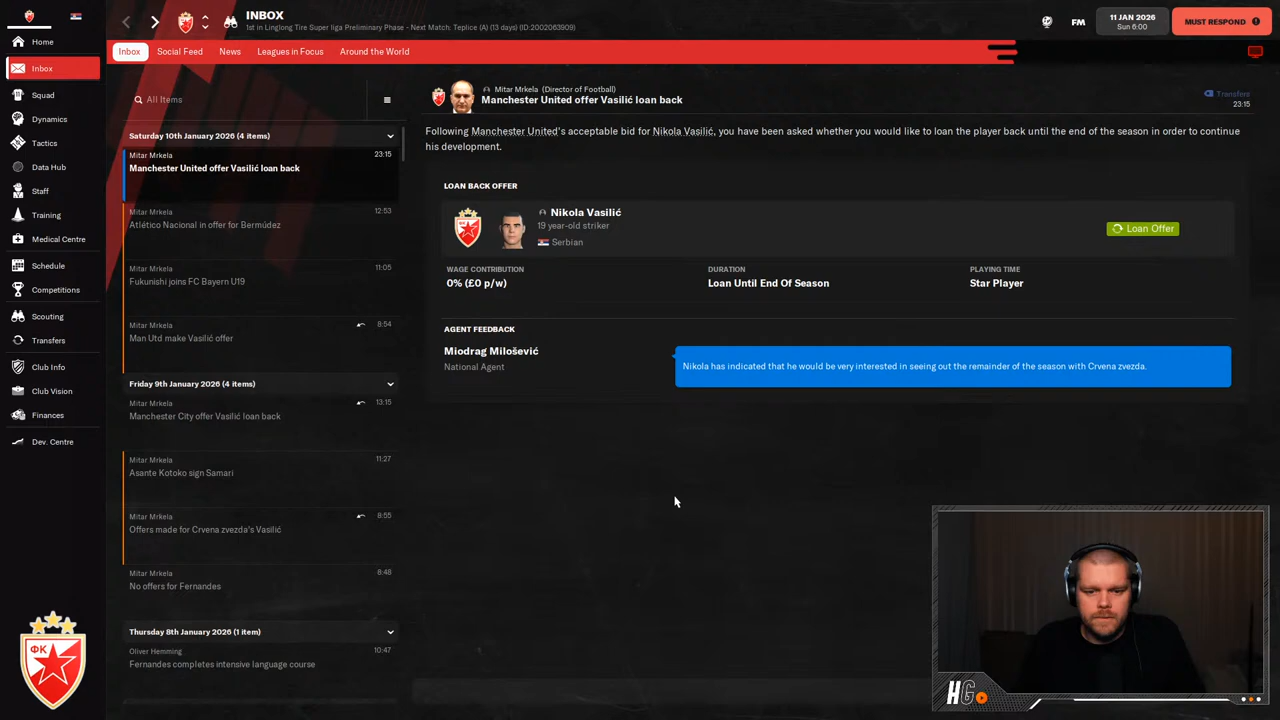 INBOX
1st in Linglong Tire Super liga Preliminary Phase - Next Match: Teplice (A) (13 days) (ID:2002063909)
FM
11 JAN 2026
Sun 6:00
MUST RESPOND
Home
Inbox
Squad
Dynamics
Tactics
Data Hub
Staff
Training
Medical Centre
Schedule
Competitions
Scouting
Transfers
Club Info
Club Vision
Finances
Dev. Centre
ФК
Inbox
Social Feed
News
Leagues in Focus
Around the World
All Items
Saturday 10th January 2026 (4 items)
Mitar Mrkela 23:15
Manchester United offer Vasilić loan back
Mitar Mrkela 12:53
Atlético Nacional in offer for Bermúdez
Mitar Mrkela 11:05
Fukunishi joins FC Bayern U19
Mitar Mrkela 8:54
Man Utd make Vasilić offer
Friday 9th January 2026 (4 items)
Mitar Mrkela 13:15
Manchester City offer Vasilić loan back
Mitar Mrkela 11:27
Asante Kotoko sign Samari
Mitar Mrkela 8:55
Offers made for Crvena zvezda's Vasilić
Mitar Mrkela 8:48
No offers for Fernandes
Thursday 8th January 2026 (1 item)
Oliver Hemming 10:47
Fernandes completes intensive language course
Mitar Mrkela (Director of Football)
Manchester United offer Vasilić loan back
Transfers
23:15
Following Manchester United's acceptable bid for Nikola Vasilić, you have been asked whether you would like to loan the player back until the end of the season in order to continue
his development.
LOAN BACK OFFER
Nikola Vasilić
19 year-old striker
Serbian
Loan Offer
WAGE CONTRIBUTION DURATION PLAYING TIME
0% (£0 p/w) Loan Until End Of Season Star Player
AGENT FEEDBACK
Miodrag Milošević
National Agent
Nikola has indicated that he would be very interested in seeing out the remainder of the season with Crvena zvezda.
HG